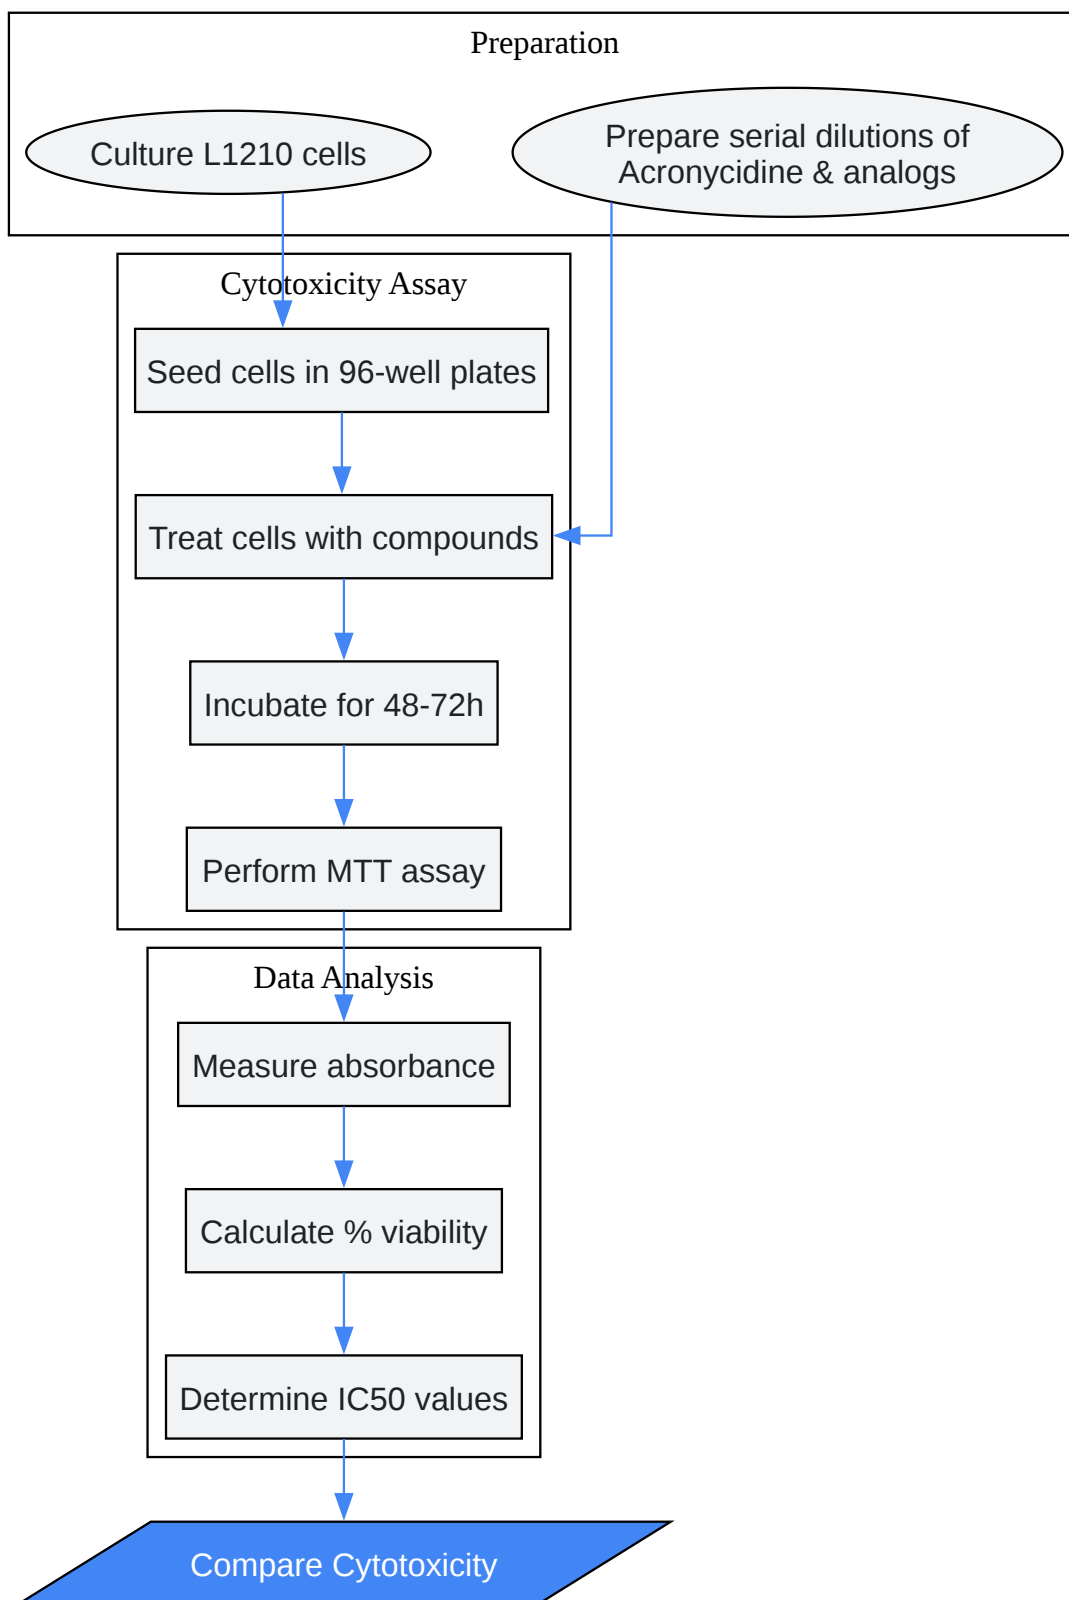 Preparation
Culture L1210 cells
Prepare serial dilutions of
Acronycidine & analogs
Cytotoxicity Assay
Seed cells in 96-well plates
Treat cells with compounds
Incubate for 48-72h
Perform MTT assay
Data Analysis
Measure absorbance
Calculate % viability
Determine IC50 values
Compare Cytotoxicity